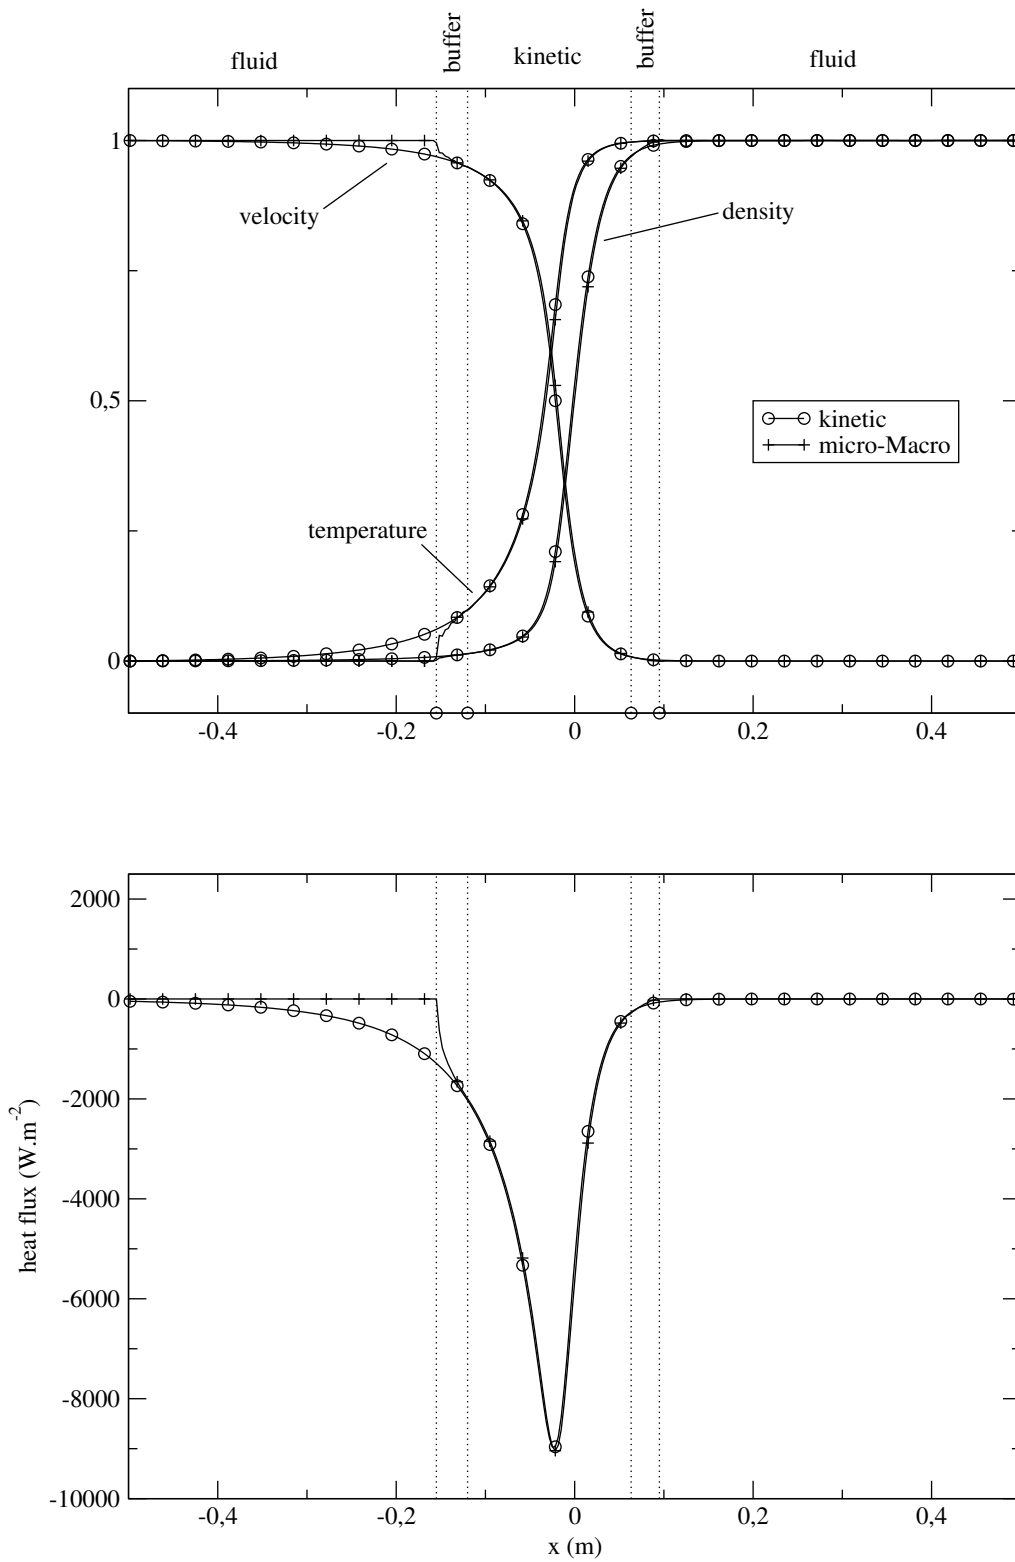 fluid buffer kinetic buffer fluid
1
velocity
density
0,5
kinetic
micro-Macro
temperature
0
-0,4 -0,2 0 0,2 0,4
2000
0
-2000
-4000
-6000
-8000
-10000
heat flux (W.m-2)
-0,4 -0,2 0 0,2 0,4
x (m)